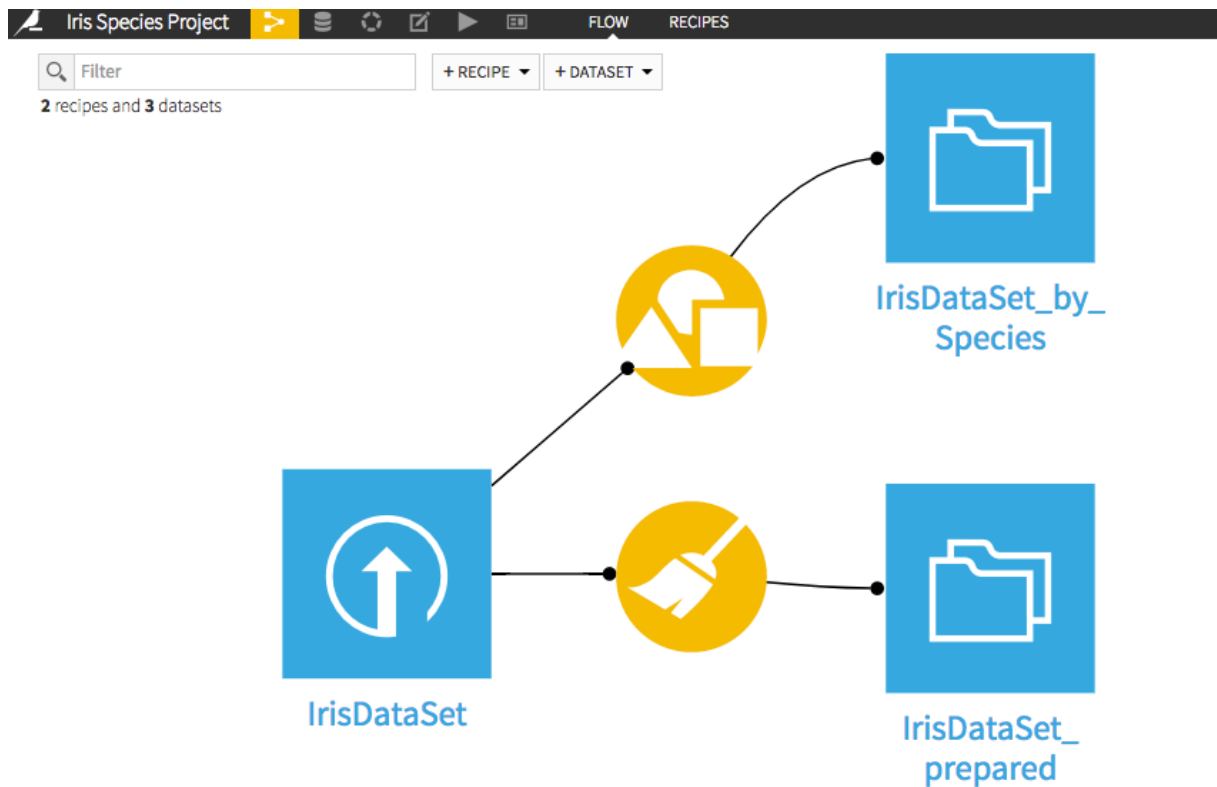 Iris Species Project FLOW RECIPES
Filter + RECIPE + DATASET
2 recipes and 3 datasets
IrisDataSet_by_
Species
IrisDataSet
IrisDataSet_
prepared